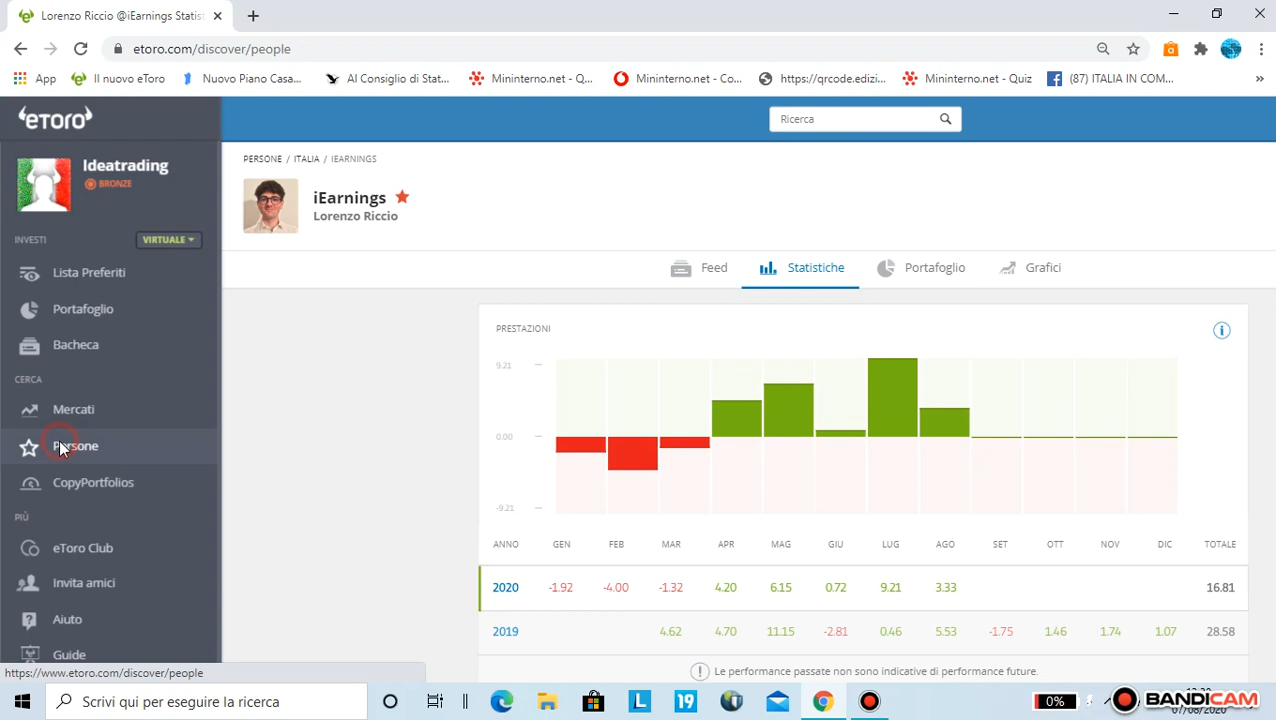 Lorenzo Riccio @iEarnings Statist
etoro.com/discover/people
App
Il nuovo eToro
Nuovo Piano Casa...
Al Consiglio di Stat...
Mininterno.net - Q...
Mininterno.net - Co...
https://qrcode.edizi...
Mininterno.net - Quiz
(87) ITALIA IN COM...
»
eTORO
Ricerca
Ideatrading
BRONZE
INVESTI
VIRTUALE
Lista Preferiti
Portafoglio
Bacheca
CERCA
Mercati
Persone
CopyPortfolios
PIÙ
eToro Club
Invita amici
Aiuto
Guide
https://www.etoro.com/discover/people
PERSONE / ITALIA / IEARNINGS
iEarnings
Lorenzo Riccio
Feed
Statistiche
Portafoglio
Grafici
PRESTAZIONI
9.21
0.00
-9.21
ANNO GEN FEB MAR APR MAG GIU LUG AGO SET OTT NOV DIC TOTALE
2020 -1.92 -4.00 -1.32 4.20 6.15 0.72 9.21 3.33 16.81
2019 4.62 4.70 11.15 -2.81 0.46 5.53 -1.75 1.46 1.74 1.07 28.58
Le performance passate non sono indicative di performance future.
Scrivi qui per eseguire la ricerca
L
19
0%
07/08/2020
BANDICAM